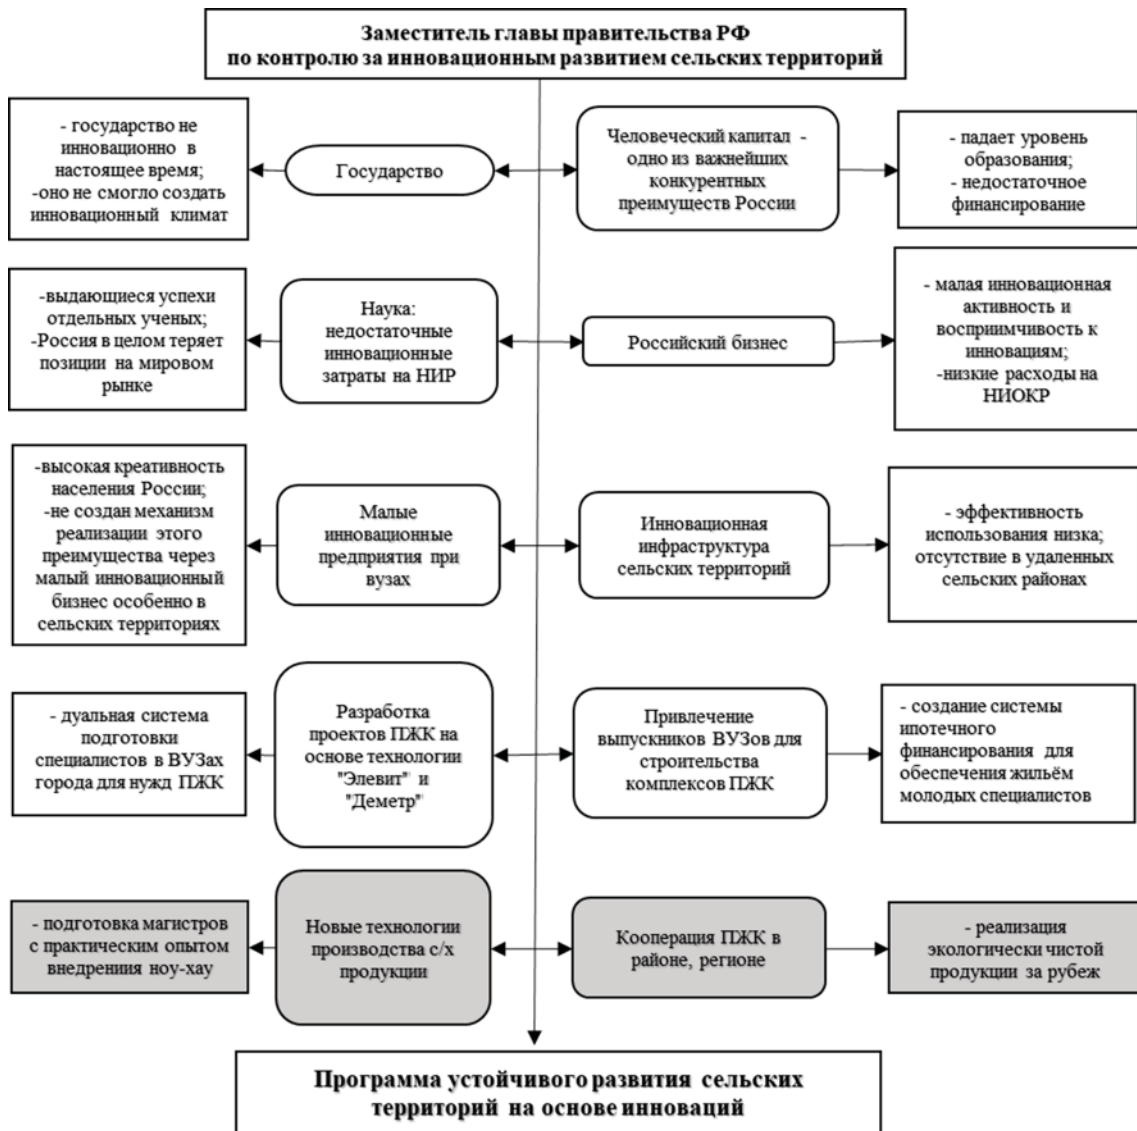 Заместитель главы правительства РФ
по контролю за инновационным развитием сельских территорий
- государство не
инновационно в
настоящее время;
-оно не смогло создать
инновационный климат
Государство
Человеческий капитал -
одно из важнейших
конкурентных
преимуществ России
- падает уровень
образования;
- недостаточное
финансирование
-выдающиеся успехи
отдельных ученых;
-Россия в целом теряет
позиции на мировом
рынке
Наука:
недостаточные
инновационные
затраты на НИР
Российский бизнес
- малая инновационная
активность и
восприимчивость к
инновациям;
-низкие расходы на
НИОКР
-высокая креативность
населения России;
-не создан механизм
реализации этого
преимущества через
малый инновационный
бизнес особенно в
сельских территориях
Малые
инновационные
предприятия при
вузах
Инновационная
инфраструктура
сельских территорий
- эффективность
использования низка;
отсутствие в удаленных
сельских районах
- дуальная система
подготовки
специалистов в ВУЗах
города для нужд ПЖК
Разработка
проектов ПЖК на
основе технологии
"Элевит" и
"Деметр"
Привлечение
выпускников ВУЗов для
строительства
комплексов ПЖК
- создание системы
ипотечного
финансирования для
обеспечения жильём
молодых специалистов
- подготовка магистров
с практическим опытом
внедрениия ноу-хау
Новые технологии
производства с/х
продукции
Кооперация ПЖК в
районе, регионе
- реализация
экологически чистой
продукции за рубеж
Программа устойчивого развития сельских
территорий на основе инноваций